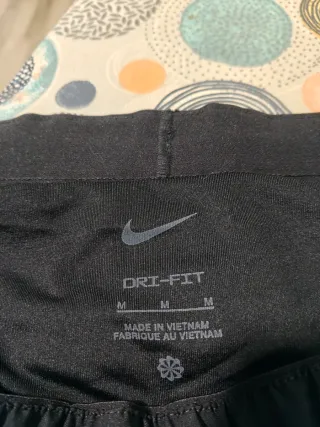 DRI-FIT
M M M
MADE IN VIETNAM
FABRIQUE AU VIETNAM